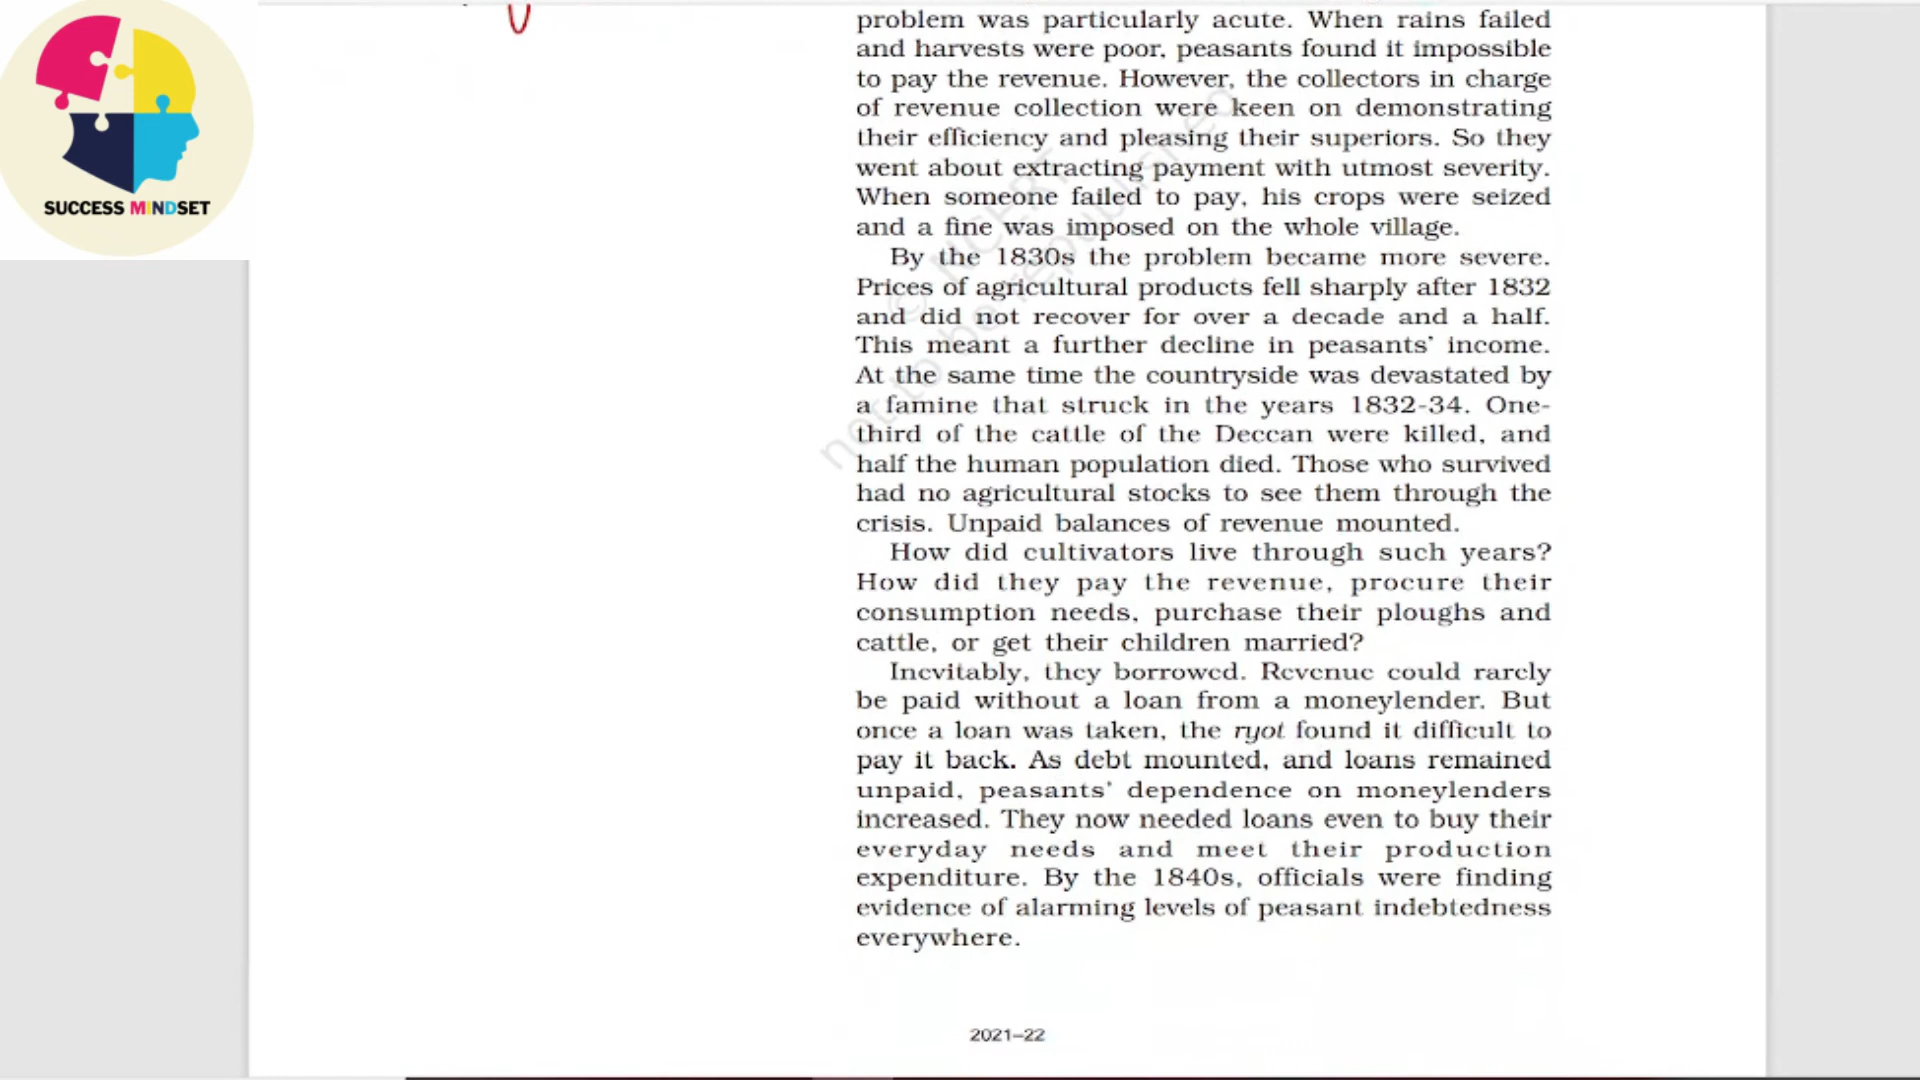 SUCCESS MINDSET
problem was particularly acute. When rains failed
and harvests were poor, peasants found it impossible
to pay the revenue. However, the collectors in charge
of revenue collection were keen on demonstrating
their efficiency and pleasing their superiors. So they
went about extracting payment with utmost severity.
When someone failed to pay, his crops were seized
and a fine was imposed on the whole village.
By the 1830s the problem became more severe.
Prices of agricultural products fell sharply after 1832
and did not recover for over a decade and a half.
This meant a further decline in peasants' income.
At the same time the countryside was devastated by
a famine that struck in the years 1832-34. One-
third of the cattle of the Deccan were killed, and
half the human population died. Those who survived
had no agricultural stocks to see them through the
crisis. Unpaid balances of revenue mounted.
How did cultivators live through such years?
How did they pay the revenue, procure their
consumption needs, purchase their ploughs and
cattle, or get their children married?
Inevitably, they borrowed. Revenue could rarely
be paid without a loan from a moneylender. But
once a loan was taken, the ryot found it difficult to
pay it back. As debt mounted, and loans remained
unpaid, peasants' dependence on moneylenders
increased. They now needed loans even to buy their
everyday needs and meet their production
expenditure. By the 1840s, officials were finding
evidence of alarming levels of peasant indebtedness
everywhere.
© NCERT
not to be republished
2021–22